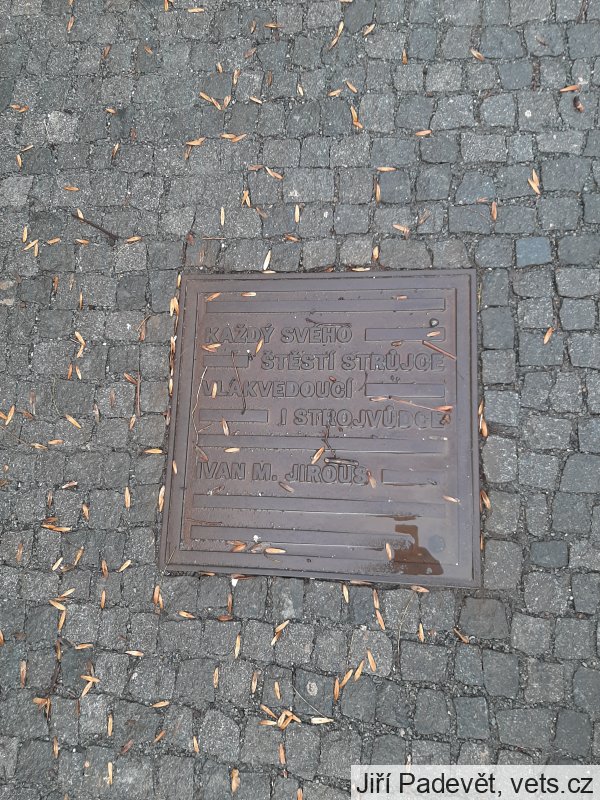 KAŽDÝ SVÉHO
ŠTĚSTÍ STRŮJCE
VLAKVEDOUCÍ
I STROJVŮDCE
IVAN M. JIROUS
Jiří Padevět, vets.cz